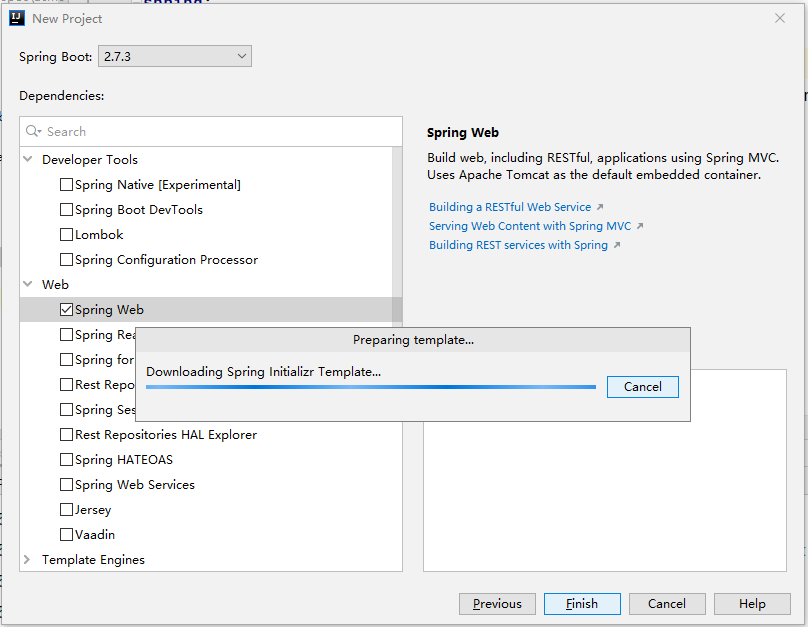 New Project
Spring Boot: 2.7.3
Dependencies:
Search
Developer Tools
Spring Native [Experimental]
Spring Boot DevTools
Lombok
Spring Configuration Processor
Web
Spring Web
Spring Rea
Spring for
Rest Repo
Spring Ses
Rest Repositories HAL Explorer
Spring HATEOAS
Spring Web Services
Jersey
Vaadin
Template Engines
Spring Web
Build web, including RESTful, applications using Spring MVC.
Uses Apache Tomcat as the default embedded container.
Building a RESTful Web Service
Serving Web Content with Spring MVC
Building REST services with Spring
Preparing template...
Downloading Spring Initializr Template...
Cancel
Previous
Finish
Cancel
Help